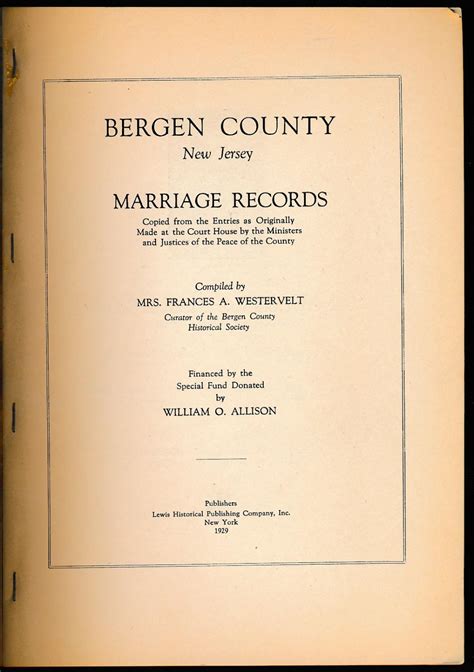 BERGEN COUNTY
New Jersey
MARRIAGE RECORDS
Copied from the Entries as Originally
Made at the Court House by the Ministers
and Justices of the Peace of the County
Compiled by
MRS. FRANCES A. WESTERVELT
Curator of the Bergen County
Historical Society
Financed by the
Special Fund Donated
by
WILLIAM O. ALLISON
Publishers
Lewis Historical Publishing Company, Inc.
New York
1929